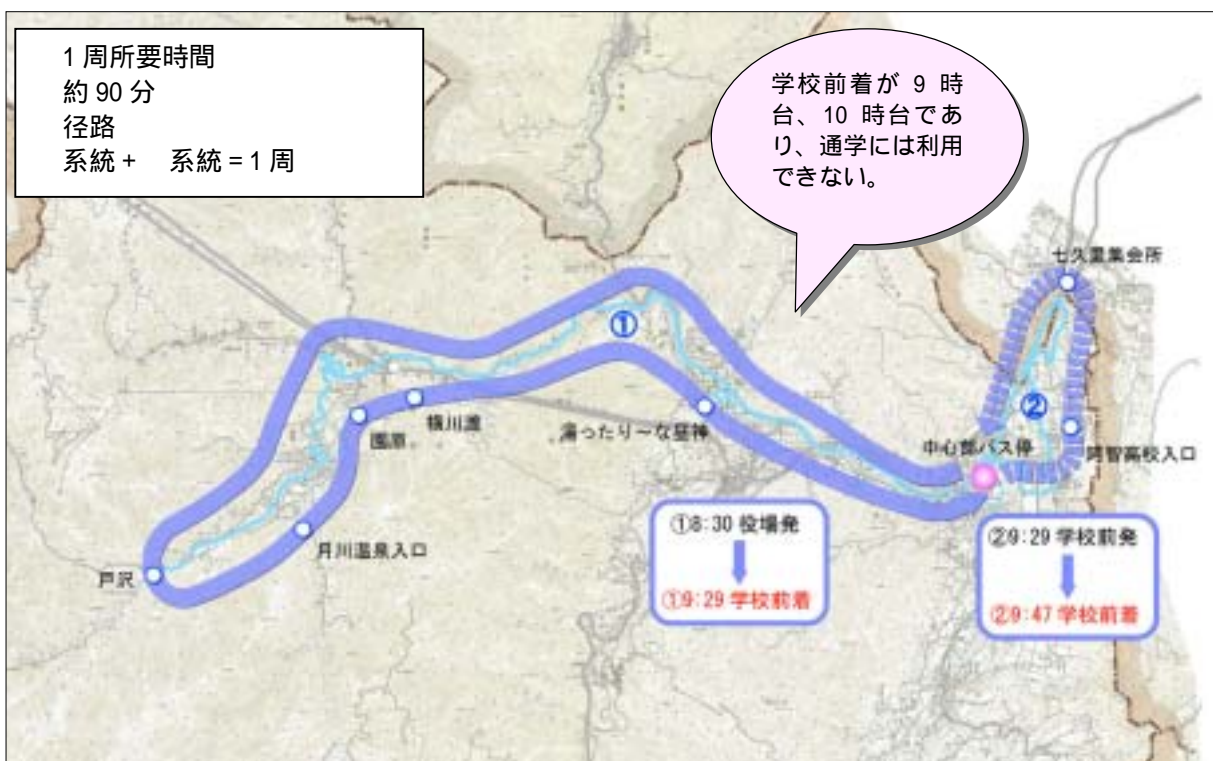 1周所要時間
約90分
径路
系統+　系統=1周
学校前着が 9 時
台、10 時台であ
り、通学には利用
できない。
七久里集会所
①
②
横川渡
園原
湯ったり～な昼神
中心部バス停
阿智高校入口
月川温泉入口
戸沢
①8:30 役場発
①9:29 学校前着
②9:29 学校前発
②9:47 学校前着